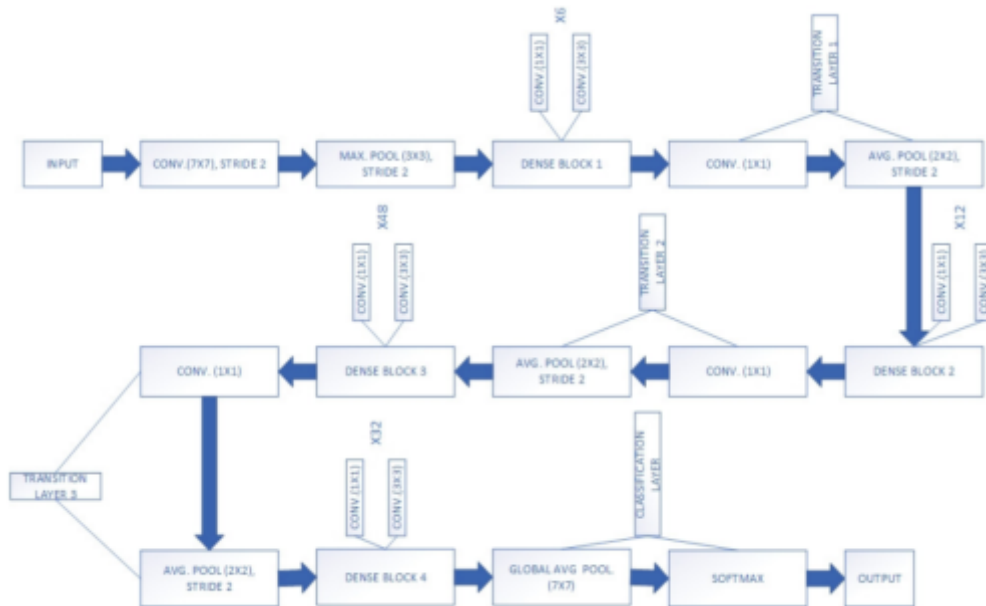 X6
CONV.(1X1)
CONV.(3X3)
TRANSITION
LAYER 1
INPUT
CONV.(7X7), STRIDE 2
MAX. POOL (3X3),
STRIDE 2
DENSE BLOCK 1
CONV. (1X1)
AVG. POOL (2X2),
STRIDE 2
X48
CONV.(1X1)
CONV.(3X3)
TRANSITION
LAYER 2
X12
CONV.(1X1)
CONV.(3X3)
CONV. (1X1)
DENSE BLOCK 3
AVG. POOL (2X2),
STRIDE 2
CONV. (1X1)
DENSE BLOCK 2
X32
CONV.(1X1)
CONV.(3X3)
CLASSIFICATION
LAYER
TRANSITION
LAYER 3
AVG. POOL (2X2),
STRIDE 2
DENSE BLOCK 4
GLOBAL AVG POOL.
(7X7)
SOFTMAX
OUTPUT